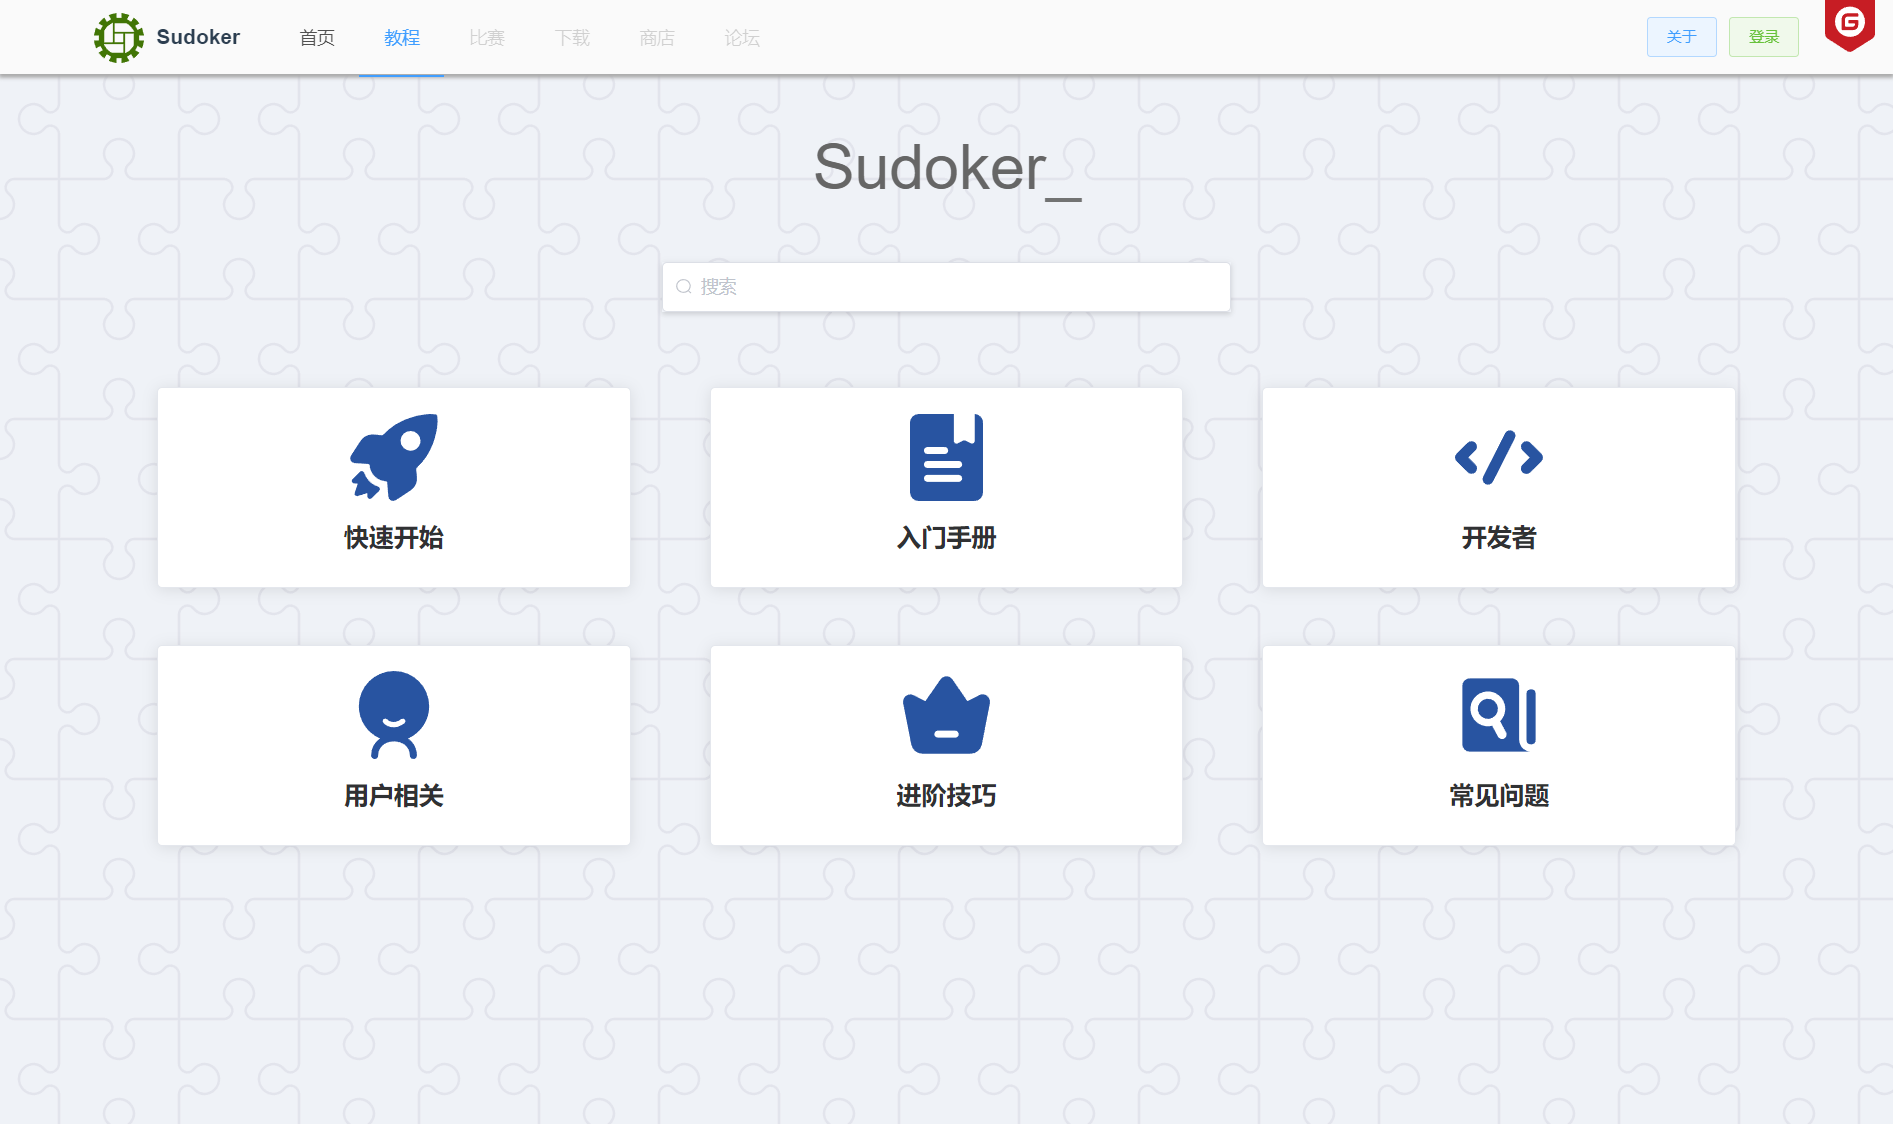 Sudoker
首页
教程
比赛
下载
商店
论坛
关于
登录
Sudoker_
搜索
快速开始
入门手册
开发者
用户相关
进阶技巧
常见问题